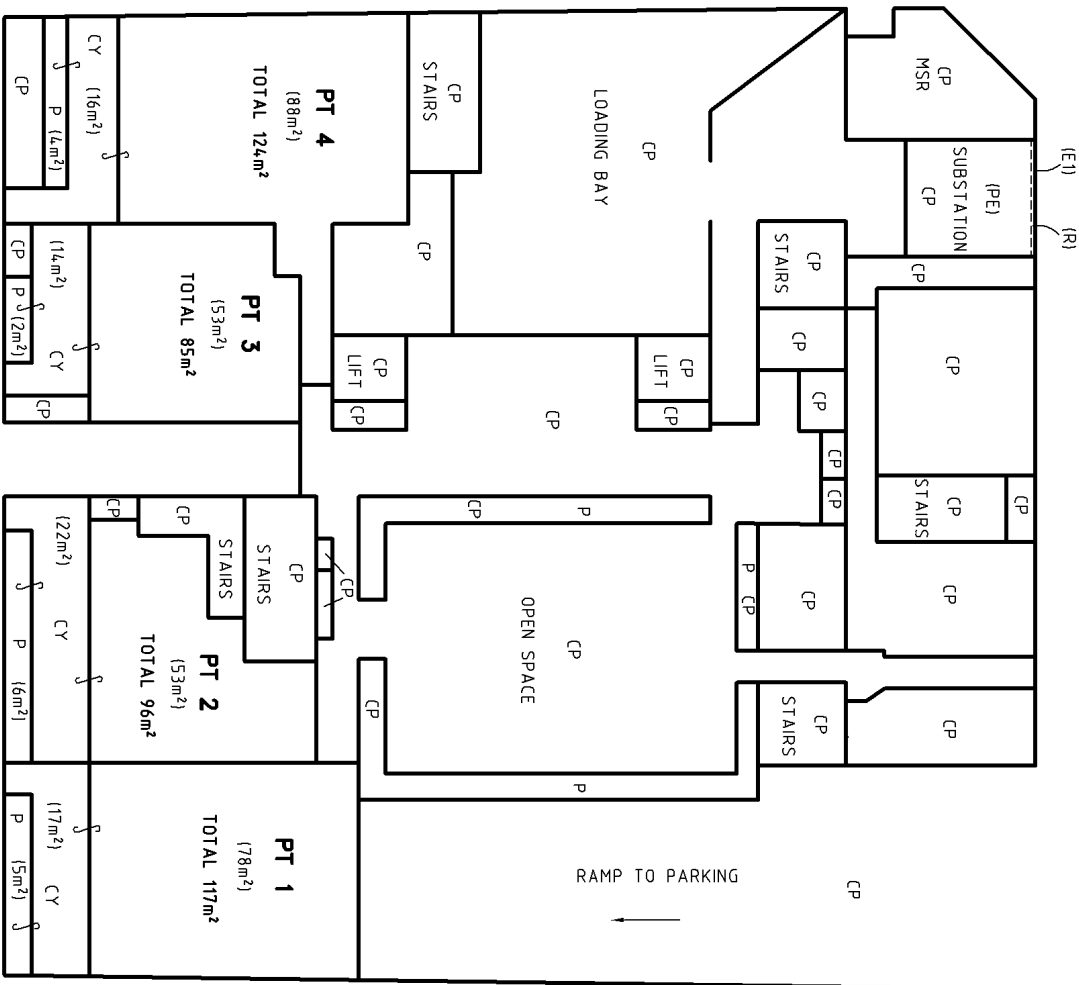 (E1)
(R)
CP
MSR
(PE)
SUBSTATION
CP
CP
CP
CP
STAIRS
CP
CP
CP
CP
LOADING BAY
CP
STAIRS
CP
CP
CP
CP
CP
P
CP
CP
CP
STAIRS
CP
LIFT
CP
CP
CP
P
CP
OPEN SPACE
CP
P
RAMP TO PARKING
CP
CP
STAIRS
CP
CP
LIFT
CP
CP
CP
STAIRS
STAIRS
CP
CP
PT 4
(88m²)
TOTAL 124m²
CY
(16m²)
P (4m²)
CP
PT 3
(53m²)
TOTAL 85m²
(14m²)
CY
CP
P (2m²)
CP
PT 2
(53m²)
TOTAL 96m²
(22m²)
CY
P (6m²)
PT 1
(78m²)
TOTAL 117m²
(17m²)
CY
P (5m²)